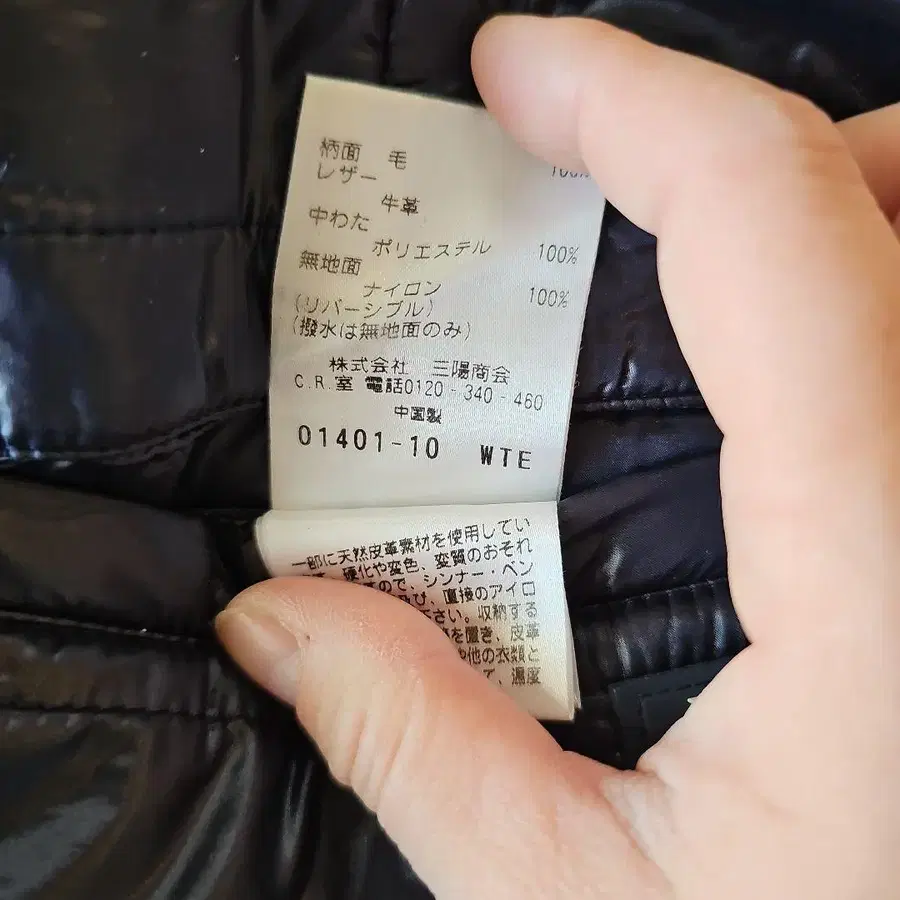 柄面 毛 100%
レザー
牛革
中わた
ポリエステル 100%
無地面
ナイロン 100%
(リバーシブル)
(撥水は無地面のみ)
株式会社 三陽商会
C.R.室 電話0120-340-460
中国製
01401-10 WTE
一部に天然皮革素材を使用してい
硬化や変色、変質のおそれ
ので、シンナー・ベン
及び、直接のアイロ
さい。収納する
を置き、皮革
や他の衣類と
て、湿度